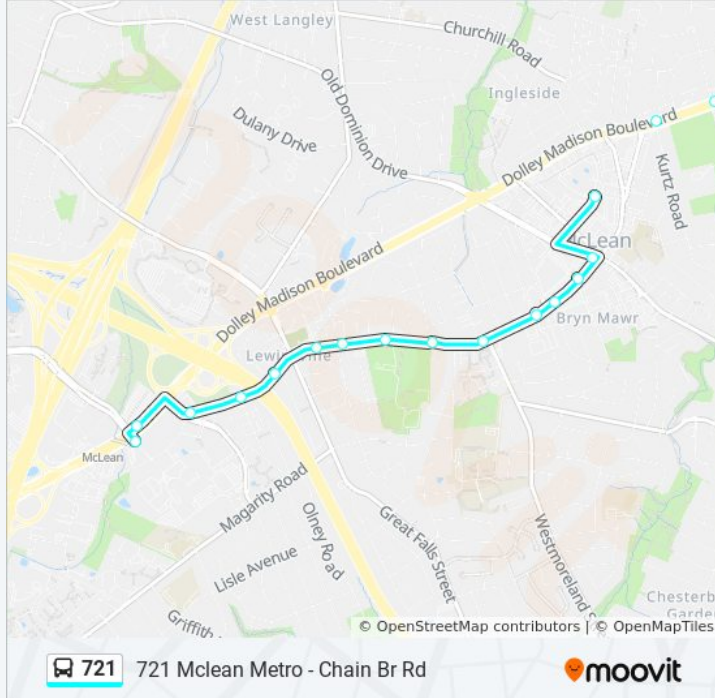 West Langley
Churchill Road
Ingleside
Old Dominion Drive
Dulany Drive
Dolley Madison Boulevard
Kurtz Road
McLean
Dolley Madison Boulevard
Bryn Mawr
McLean
Magarity Road
Olney Road
Great Falls Street
Lisle Avenue
Westmoreland
Griffith
© OpenStreetMap contributors | © OpenMapTiles
721 721 Mclean Metro - Chain Br Rd
moovit